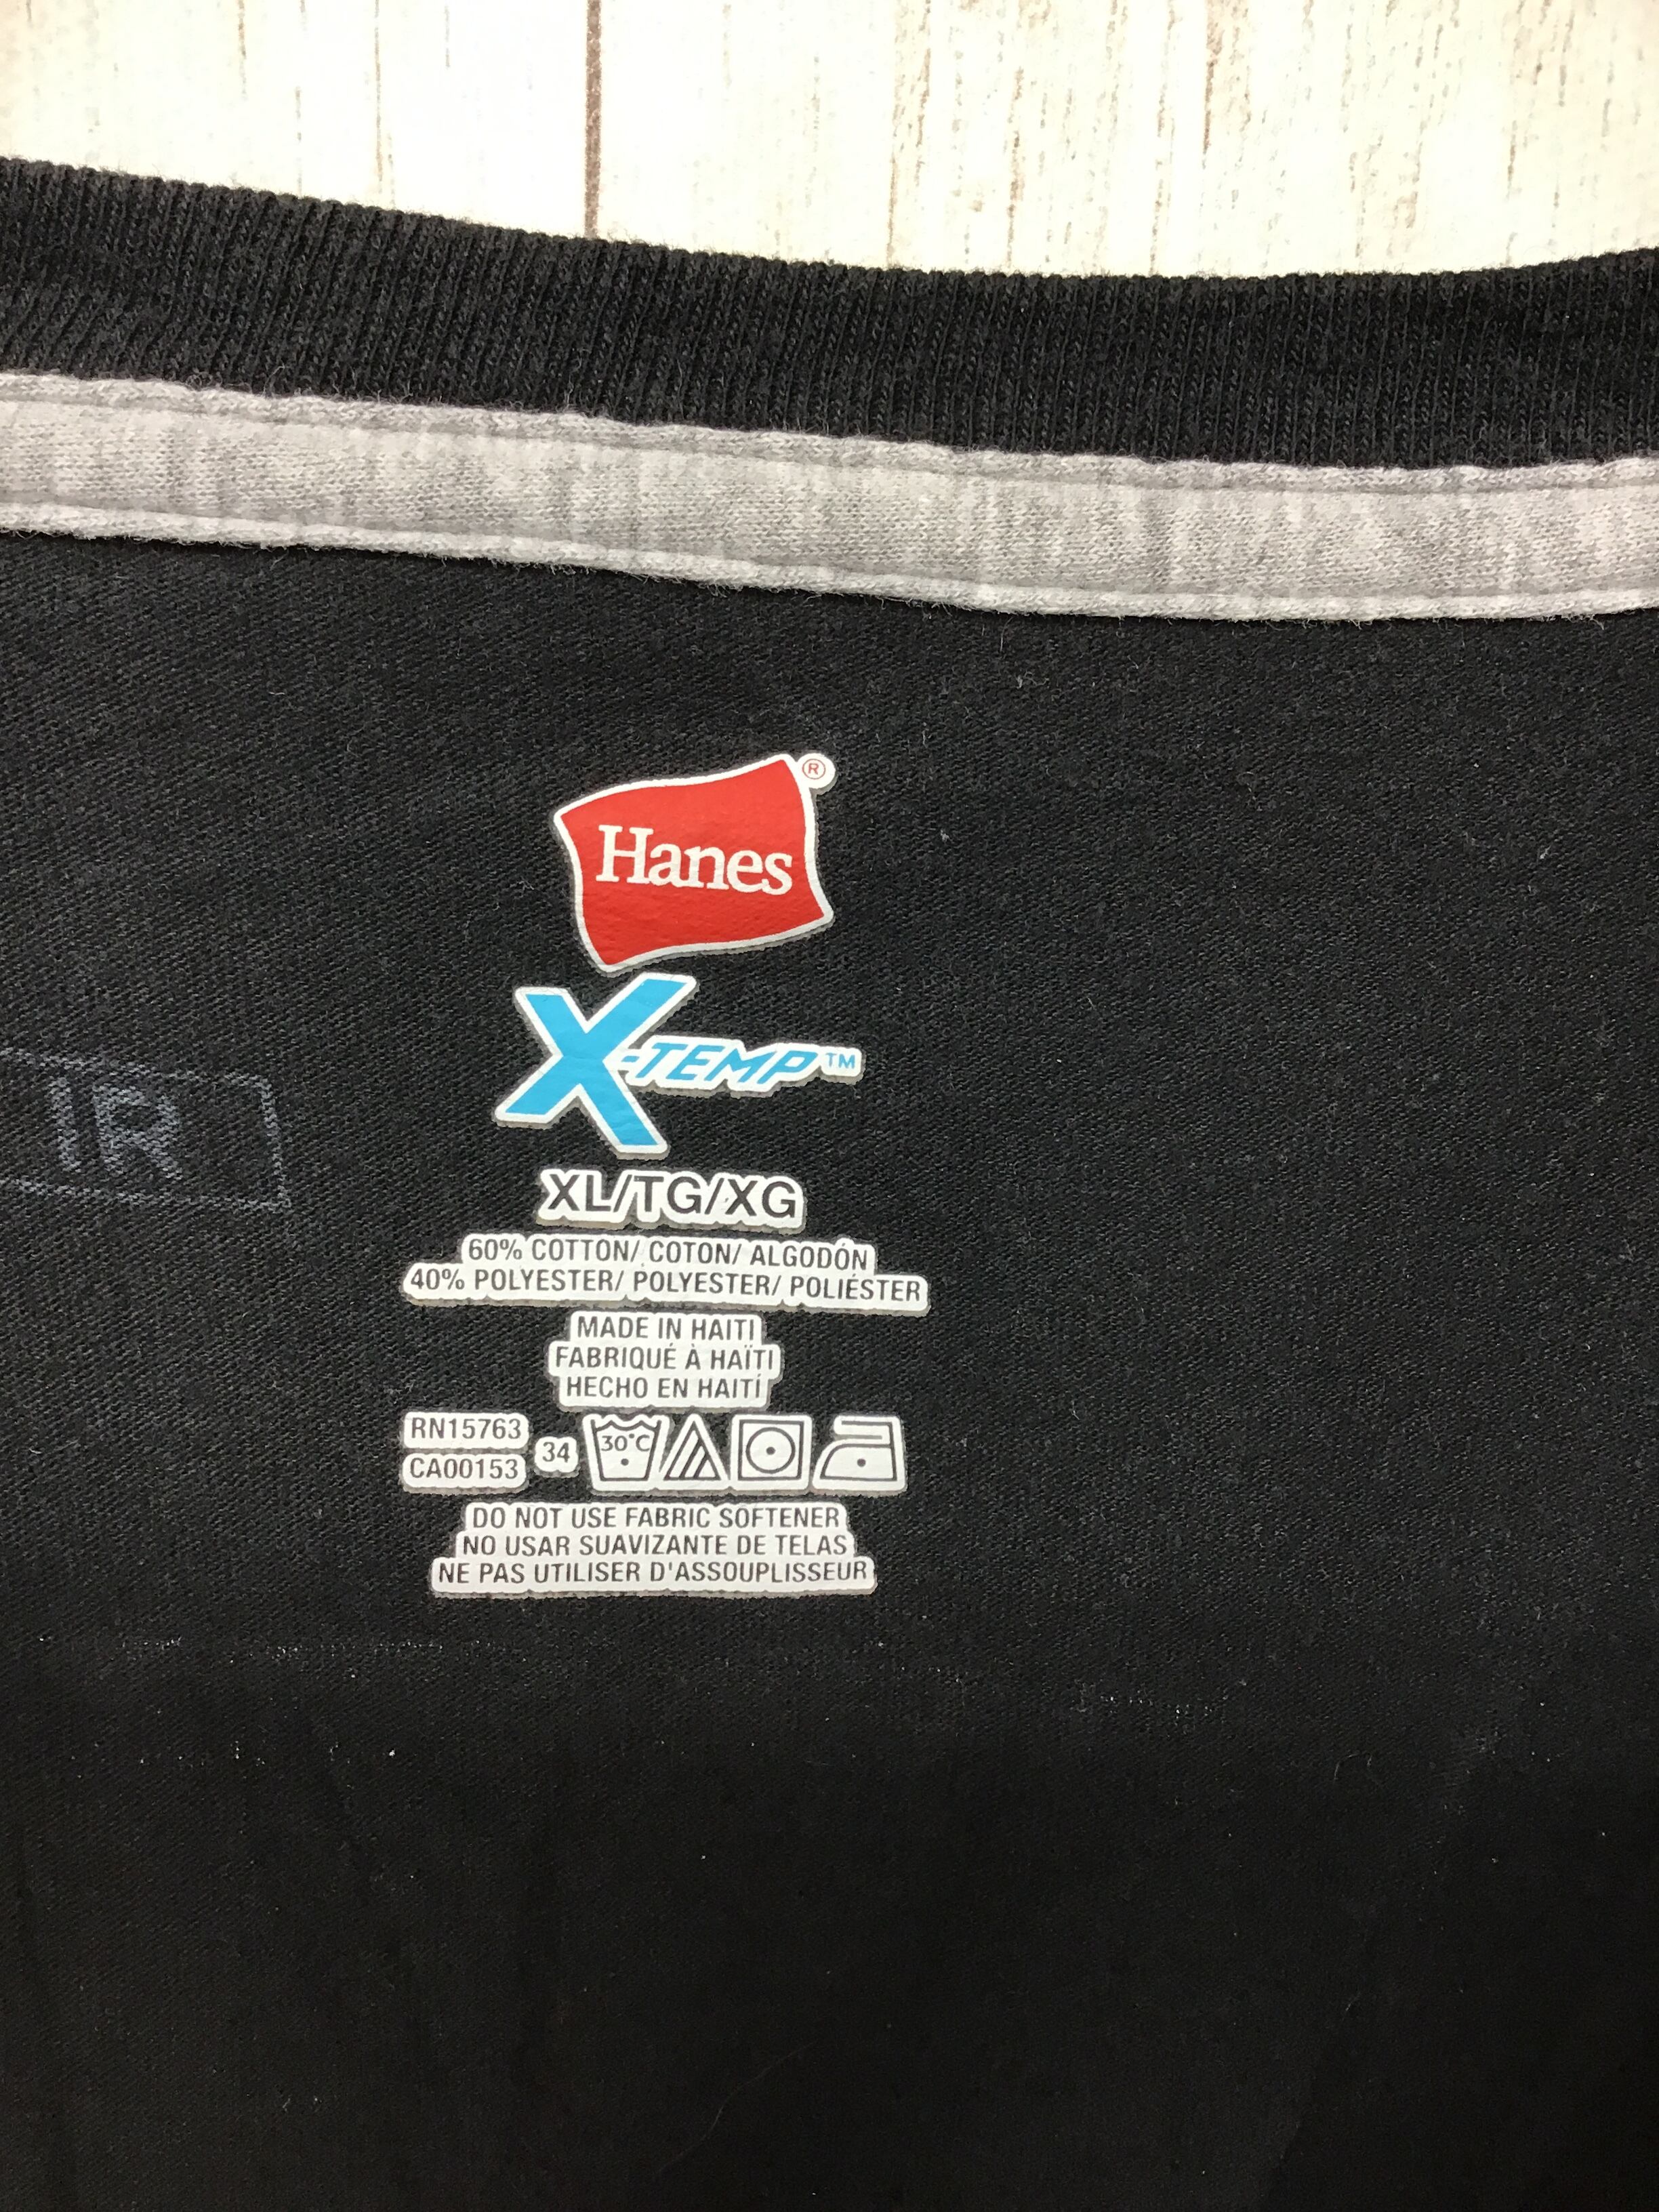 Hanes®
X-TEMP™
IR
XL/TG/XG
60% COTTON/ COTON/ ALGODÓN
40% POLYESTER/ POLYESTER/ POLIÉSTER
MADE IN HAITI
FABRIQUÉ À HAÏTI
HECHO EN HAITÍ
RN15763
CA00153
34
30°C
DO NOT USE FABRIC SOFTENER
NO USAR SUAVIZANTE DE TELAS
NE PAS UTILISER D'ASSOUPLISSEUR